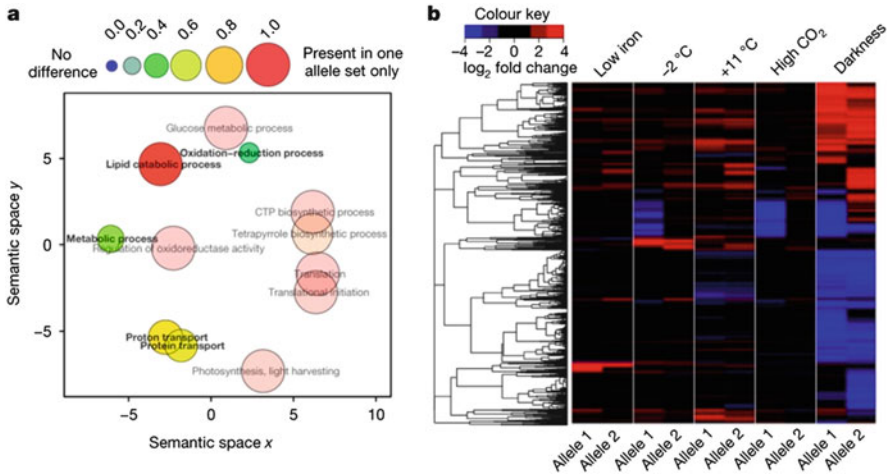 a
0.0 0.2 0.4 0.6 0.8 1.0
No difference
Present in one allele set only
Semantic space y
5
0
−5
Glucose metabolic process
Oxidation–reduction process
Lipid catabolic process
CTP biosynthetic process
Tetrapyrrole biosynthetic process
Metabolic process
Regulation of oxidoreductase activity
Translation
Translational initiation
Proton transport
Protein transport
Photosynthesis, light harvesting
−5 0 5 10
Semantic space x
b
Colour key
−4 −2 0 2 4
log2 fold change
Low iron
−2 °C
+11 °C
High CO2
Darkness
Allele 1 Allele 2 Allele 1 Allele 2 Allele 1 Allele 2 Allele 1 Allele 2 Allele 1 Allele 2